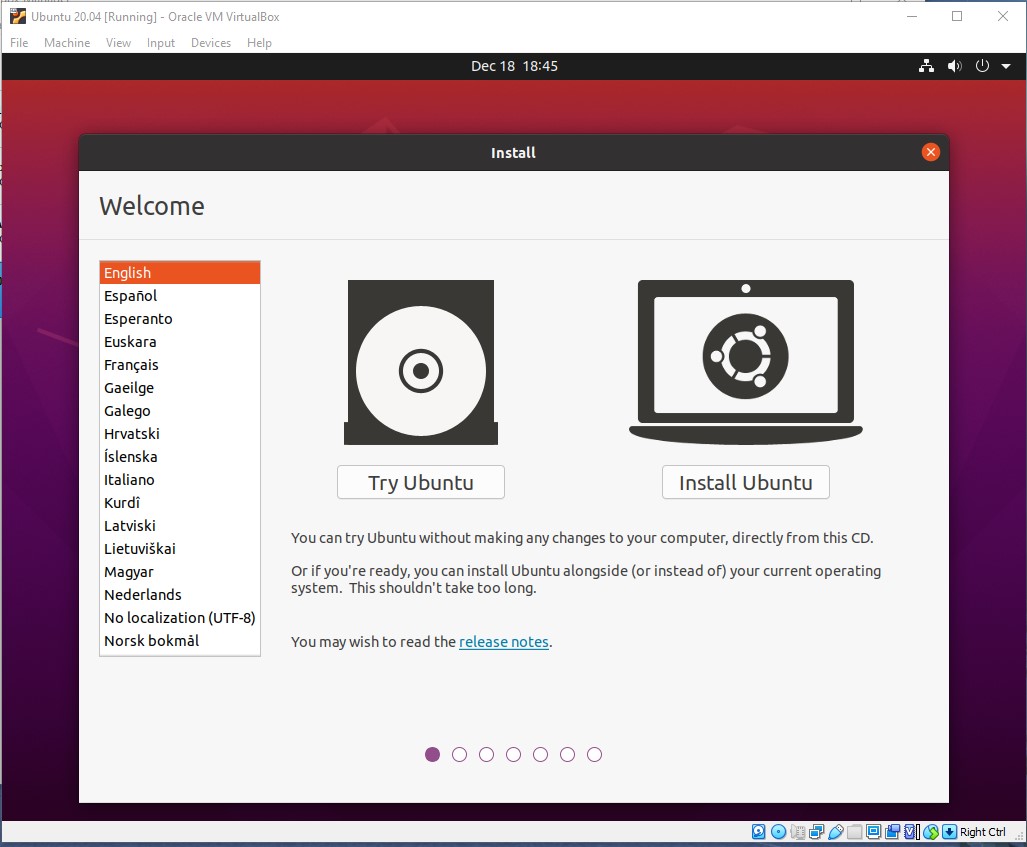 Ubuntu 20.04 [Running] - Oracle VM VirtualBox
File Machine View Input Devices Help
Dec 18 18:45
Install
Welcome
English
Español
Esperanto
Euskara
Français
Gaeilge
Galego
Hrvatski
Íslenska
Italiano
Kurdî
Latviski
Lietuviškai
Magyar
Nederlands
No localization (UTF-8)
Norsk bokmål
Try Ubuntu
Install Ubuntu
You can try Ubuntu without making any changes to your computer, directly from this CD.
Or if you're ready, you can install Ubuntu alongside (or instead of) your current operating
system. This shouldn't take too long.
You may wish to read the release notes.
Right Ctrl